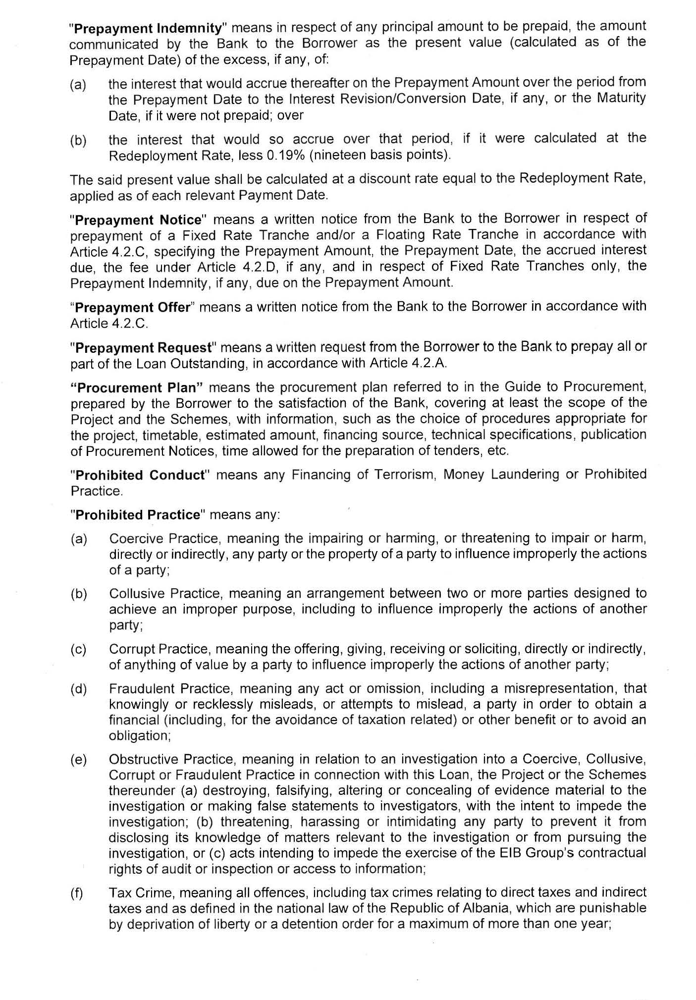 "Prepayment Indemnity" means in respect of any principal amount to be prepaid, the amount
communicated by the Bank to the Borrower as the present value (calculated as of the
Prepayment Date) of the excess, if any, of:
(a) the interest that would accrue thereafter on the Prepayment Amount over the period from
the Prepayment Date to the Interest Revision/Conversion Date, if any, or the Maturity
Date, if it were not prepaid; over
(b) the interest that would so accrue over that period, if it were calculated at the
Redeployment Rate, less 0.19% (nineteen basis points).
The said present value shall be calculated at a discount rate equal to the Redeployment Rate,
applied as of each relevant Payment Date.
"Prepayment Notice" means a written notice from the Bank to the Borrower in respect of
prepayment of a Fixed Rate Tranche and/or a Floating Rate Tranche in accordance with
Article 4.2.C, specifying the Prepayment Amount, the Prepayment Date, the accrued interest
due, the fee under Article 4.2.D, if any, and in respect of Fixed Rate Tranches only, the
Prepayment Indemnity, if any, due on the Prepayment Amount.
“Prepayment Offer” means a written notice from the Bank to the Borrower in accordance with
Article 4.2.C.
"Prepayment Request" means a written request from the Borrower to the Bank to prepay all or
part of the Loan Outstanding, in accordance with Article 4.2.A.
“Procurement Plan” means the procurement plan referred to in the Guide to Procurement,
prepared by the Borrower to the satisfaction of the Bank, covering at least the scope of the
Project and the Schemes, with information, such as the choice of procedures appropriate for
the project, timetable, estimated amount, financing source, technical specifications, publication
of Procurement Notices, time allowed for the preparation of tenders, etc.
"Prohibited Conduct" means any Financing of Terrorism, Money Laundering or Prohibited
Practice.
"Prohibited Practice" means any:
(a) Coercive Practice, meaning the impairing or harming, or threatening to impair or harm,
directly or indirectly, any party or the property of a party to influence improperly the actions
of a party;
(b) Collusive Practice, meaning an arrangement between two or more parties designed to
achieve an improper purpose, including to influence improperly the actions of another
party;
(c) Corrupt Practice, meaning the offering, giving, receiving or soliciting, directly or indirectly,
of anything of value by a party to influence improperly the actions of another party;
(d) Fraudulent Practice, meaning any act or omission, including a misrepresentation, that
knowingly or recklessly misleads, or attempts to mislead, a party in order to obtain a
financial (including, for the avoidance of taxation related) or other benefit or to avoid an
obligation;
(e) Obstructive Practice, meaning in relation to an investigation into a Coercive, Collusive,
Corrupt or Fraudulent Practice in connection with this Loan, the Project or the Schemes
thereunder (a) destroying, falsifying, altering or concealing of evidence material to the
investigation or making false statements to investigators, with the intent to impede the
investigation; (b) threatening, harassing or intimidating any party to prevent it from
disclosing its knowledge of matters relevant to the investigation or from pursuing the
investigation, or (c) acts intending to impede the exercise of the EIB Group's contractual
rights of audit or inspection or access to information;
(f) Tax Crime, meaning all offences, including tax crimes relating to direct taxes and indirect
taxes and as defined in the national law of the Republic of Albania, which are punishable
by deprivation of liberty or a detention order for a maximum of more than one year;